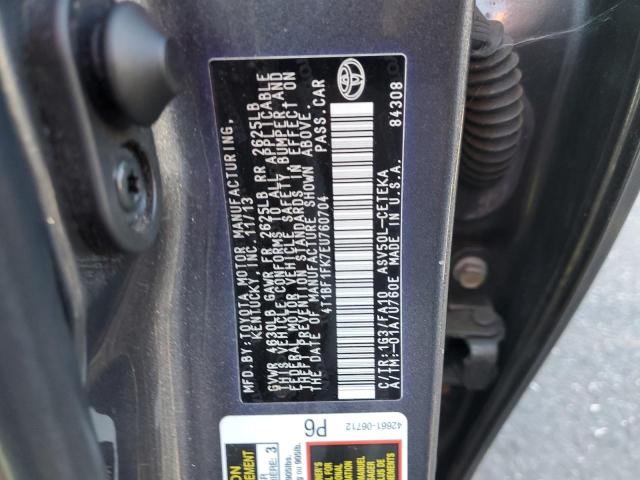 MFD.BY:TOYOTA MOTOR MANUFACTURING,
KENTUCKY, INC. 11/13
GVWR 4630LB GAWR FR 2625LB RR 2625LB
THIS VEHICLE CONFORMS TO ALL APPLICABLE
FEDERAL MOTOR VEHICLE SAFETY, BUMPER AND
THEFT PREVENTION STANDARDS IN EFFECT ON
THE DATE OF MANUFACTURE SHOWN ABOVE.
4T1BF1FK7EU760704 PASS.CAR
C/TR:1G3/FA10 ASV50L-CETEKA
A/TM:-01A/U760E MADE IN U.S.A. 84308
P6
42661-06712